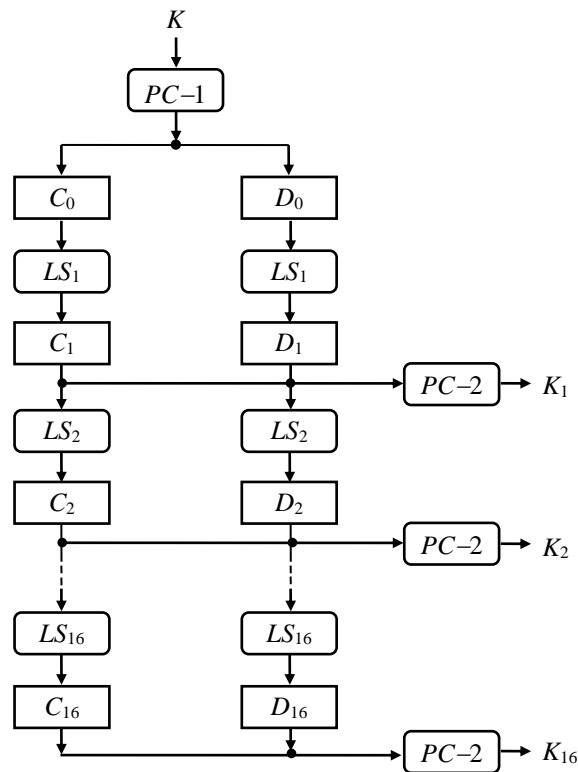 K
PC–1
C₀ D₀
LS₁ LS₁
C₁ D₁
PC–2 K₁
LS₂ LS₂
C₂ D₂
PC–2 K₂
LS₁₆ LS₁₆
C₁₆ D₁₆
PC–2 K₁₆